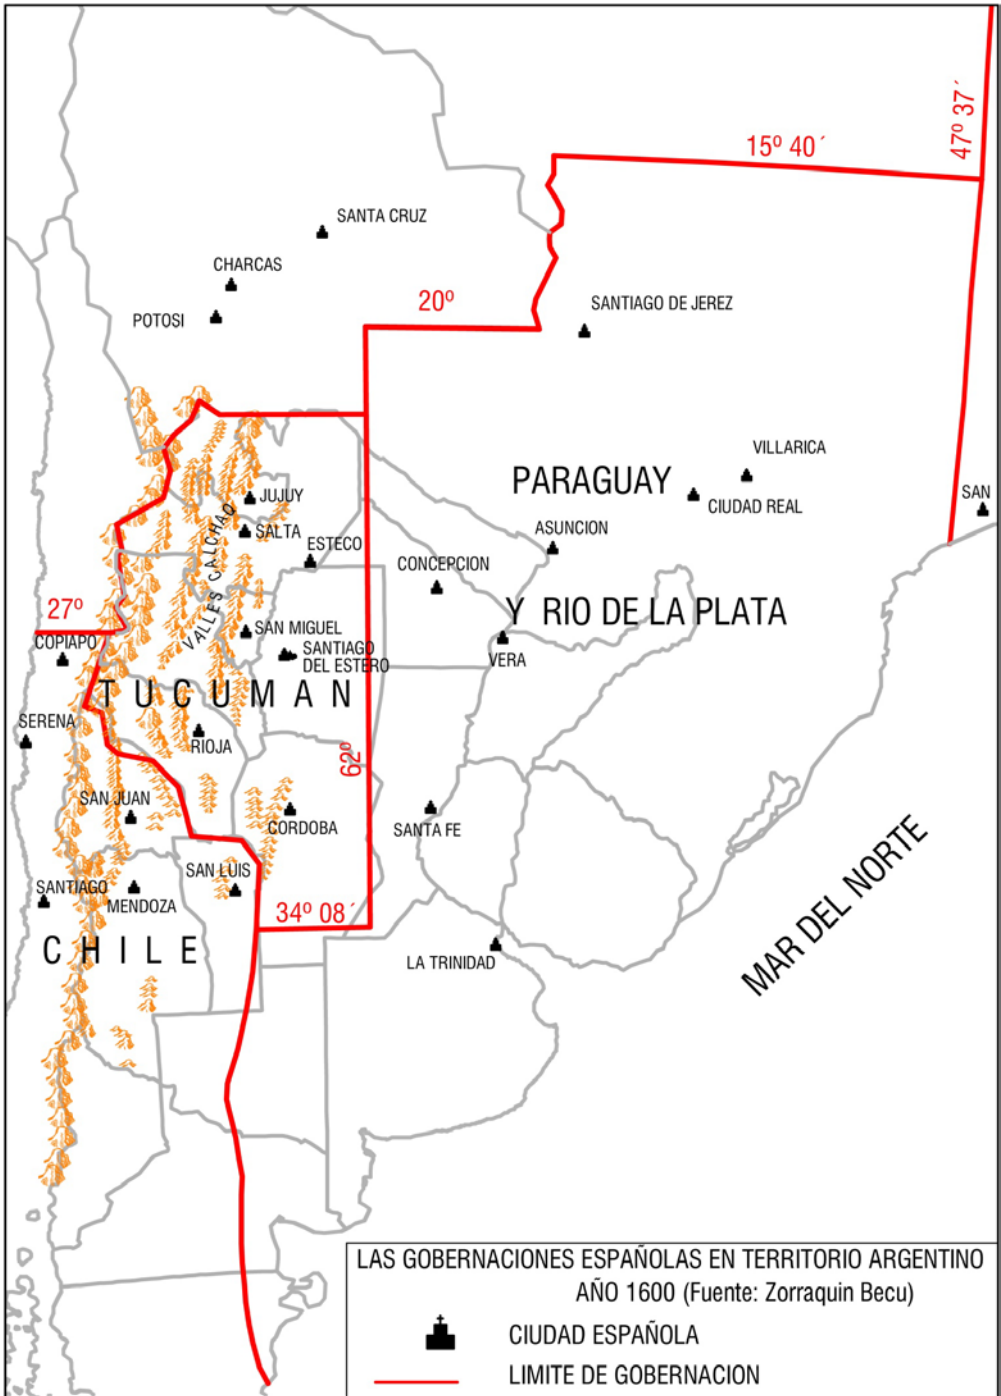 47º 37´
15º 40´
SANTA CRUZ
CHARCAS
20º
SANTIAGO DE JEREZ
POTOSI
VILLARICA
PARAGUAY
SAN
JUJUY
CIUDAD REAL
SALTA
ASUNCION
VALLES CALCHAQ
ESTECO
CONCEPCION
27º
Y RIO DE LA PLATA
COPIAPO
SAN MIGUEL
SANTIAGO
DEL ESTERO
VERA
TUCUMAN
SERENA
RIOJA
62º
SAN JUAN
CORDOBA
SANTA FE
SAN LUIS
SANTIAGO
MENDOZA
34º 08´
MAR DEL NORTE
CHILE
LA TRINIDAD
LAS GOBERNACIONES ESPAÑOLAS EN TERRITORIO ARGENTINO
AÑO 1600 (Fuente: Zorraquin Becu)
CIUDAD ESPAÑOLA
LIMITE DE GOBERNACION